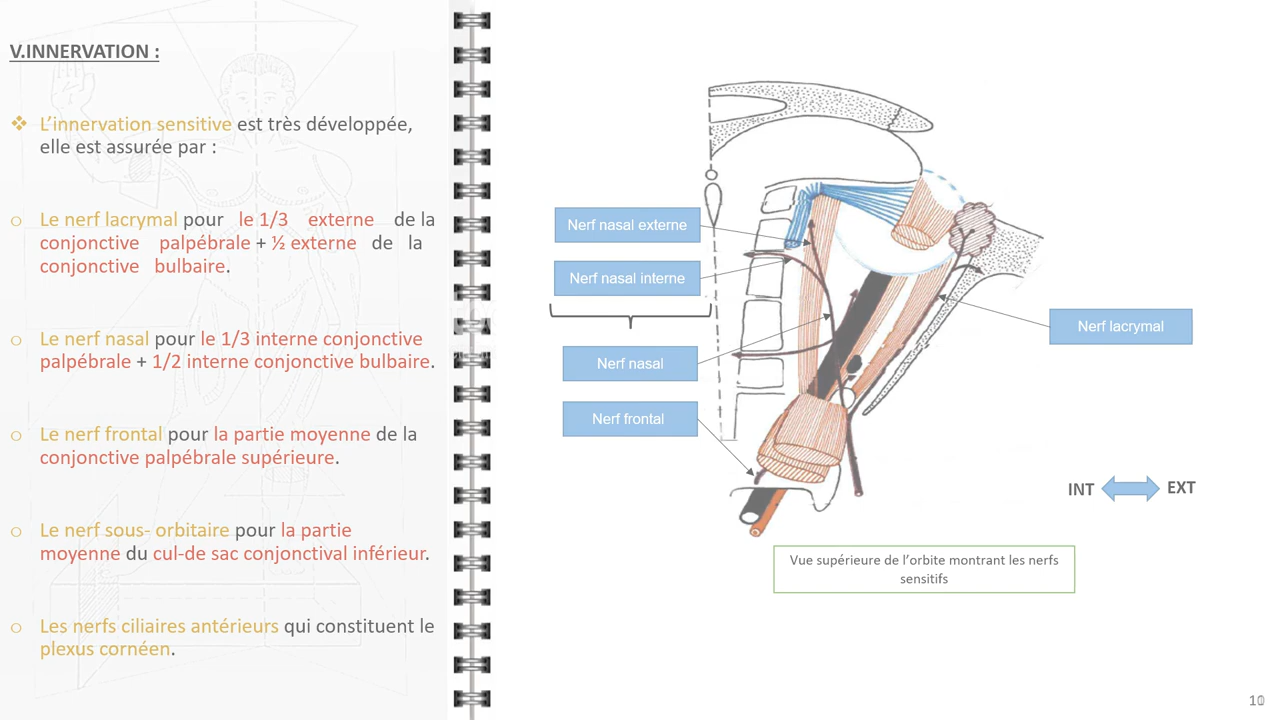 V.INNERVATION :
❖ L'innervation sensitive est très développée,
elle est assurée par :
o Le nerf lacrymal pour le 1/3 externe de la
conjonctive palpébrale + ½ externe de la
conjonctive bulbaire.
o Le nerf nasal pour le 1/3 interne conjonctive
palpébrale + 1/2 interne conjonctive bulbaire.
o Le nerf frontal pour la partie moyenne de la
conjonctive palpébrale supérieure.
o Le nerf sous- orbitaire pour la partie
moyenne du cul-de sac conjonctival inférieur.
o Les nerfs ciliaires antérieurs qui constituent le
plexus cornéen.
Nerf nasal externe
Nerf nasal interne
Nerf nasal
Nerf frontal
Nerf lacrymal
INT
EXT
Vue supérieure de l'orbite montrant les nerfs
sensitifs